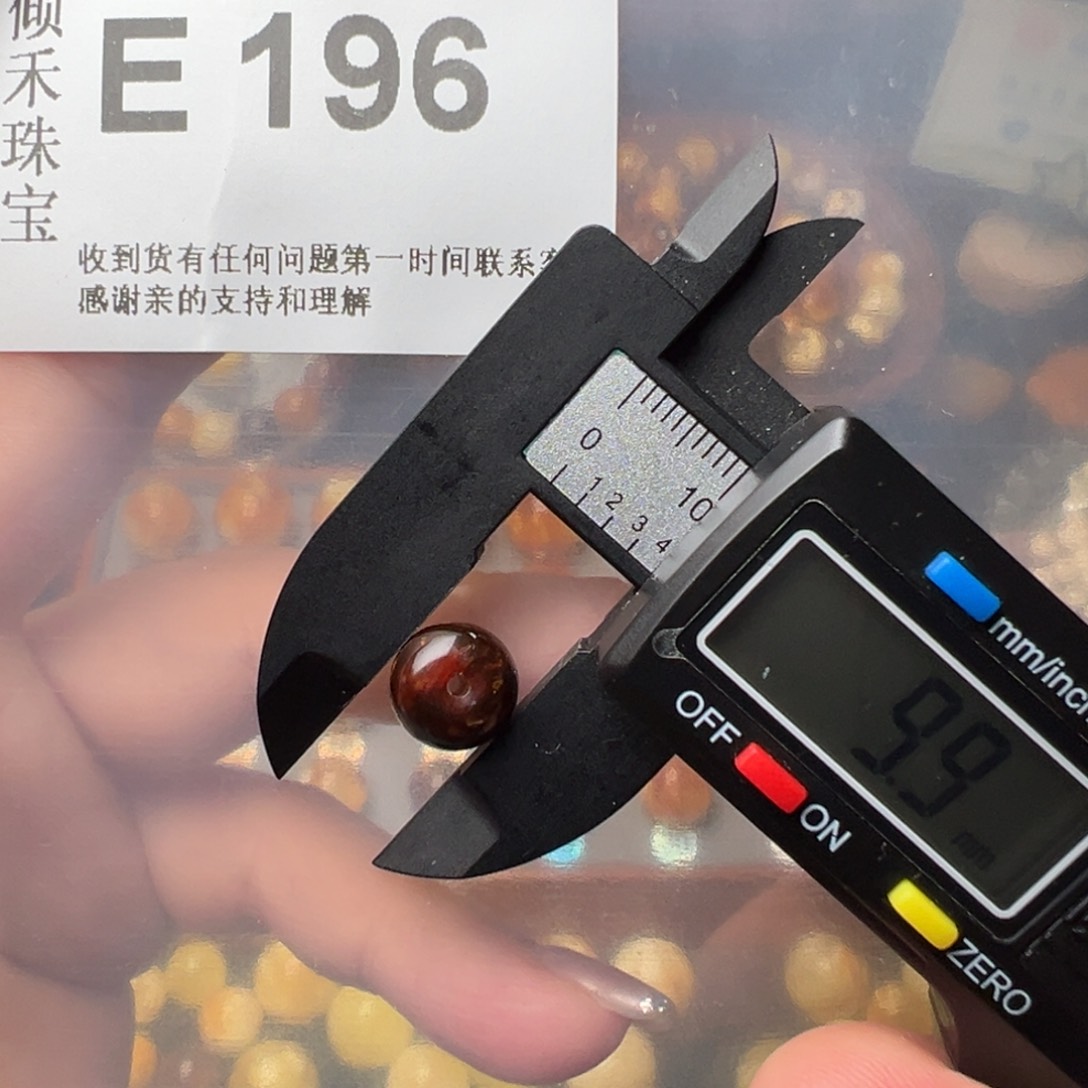 倾禾珠宝
E 196
收到货有任何问题第一时间联系
感谢亲的支持和理解
0
10
1 2 3 4
mm/inch
9.9
mm
OFF
ON
ZERO